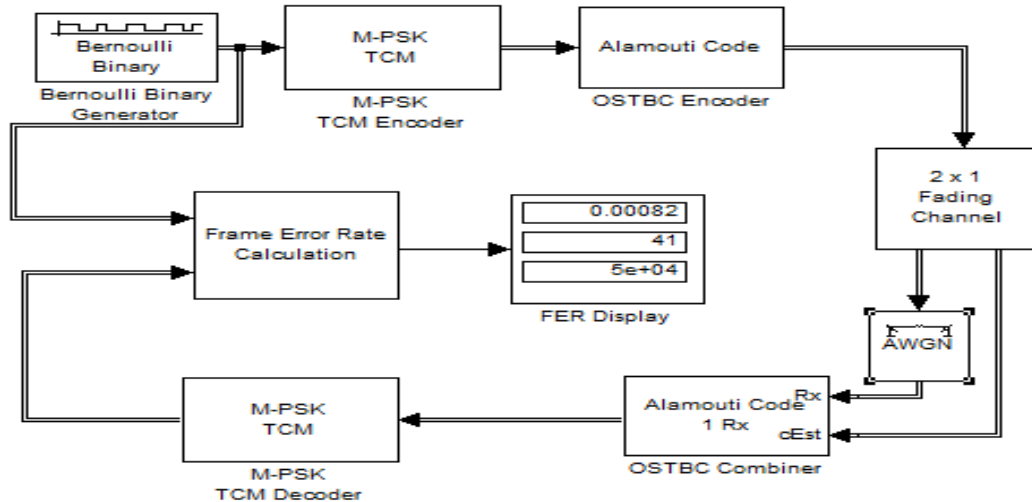 Bernoulli
Binary
Bernoulli Binary
Generator
M-PSK
TCM
M-PSK
TCM Encoder
Alamouti Code
OSTBC Encoder
2 x 1
Fading
Channel
Frame Error Rate
Calculation
0.00082
41
5e+04
FER Display
AWGN
M-PSK
TCM
M-PSK
TCM Decoder
Alamouti Code
1 Rx
Rx
cEst
OSTBC Combiner